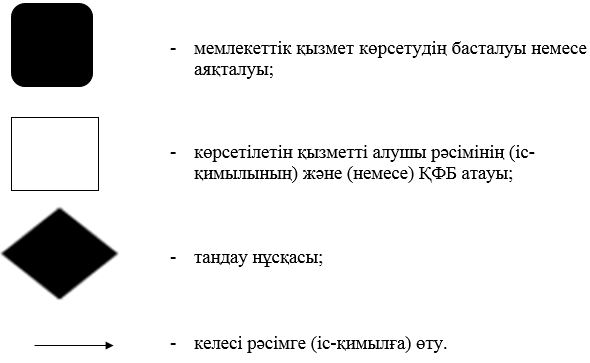 - мемлекеттік қызмет көрсетудің басталуы немесе
аяқталуы;
- көрсетілетін қызметті алушы рәсімінің (іс-
қимылының) және (немесе) ҚФБ атауы;
- таңдау нұсқасы;
- келесі рәсімге (іс-қимылға) өту.